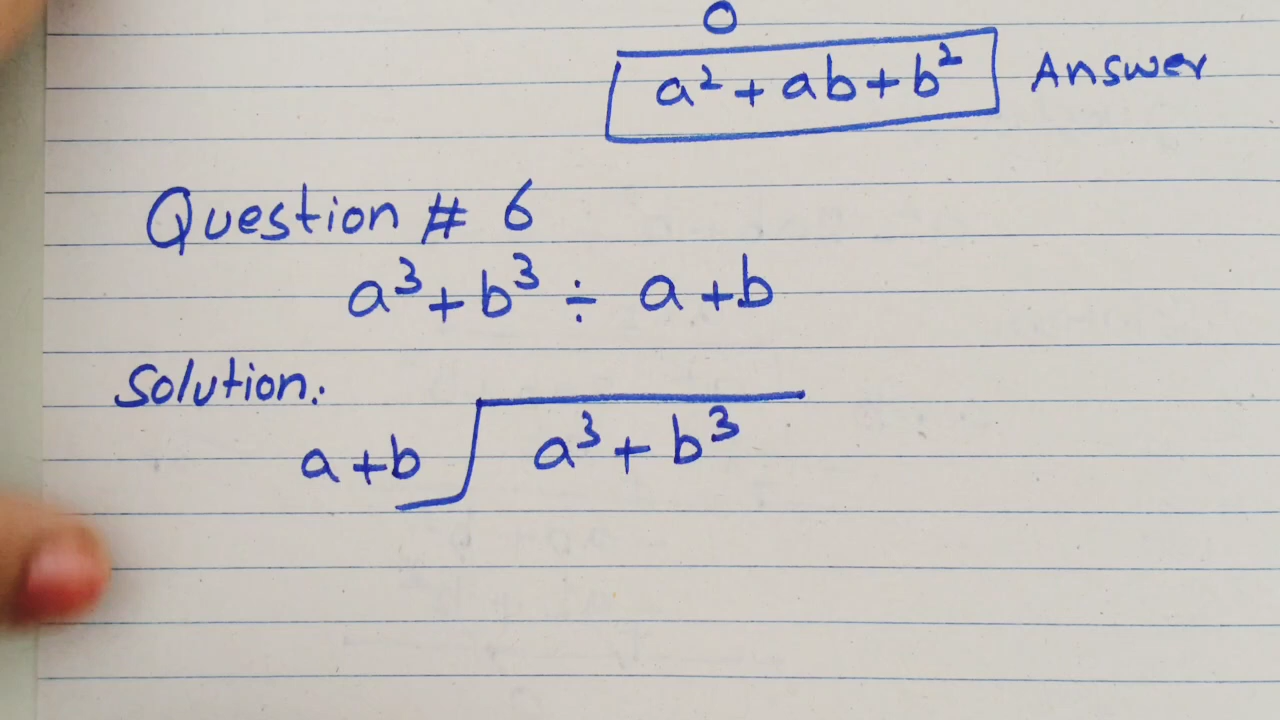 0
a² + ab + b² Answer
Question # 6
a³ + b³ ÷ a + b
Solution:
a + b a³ + b³